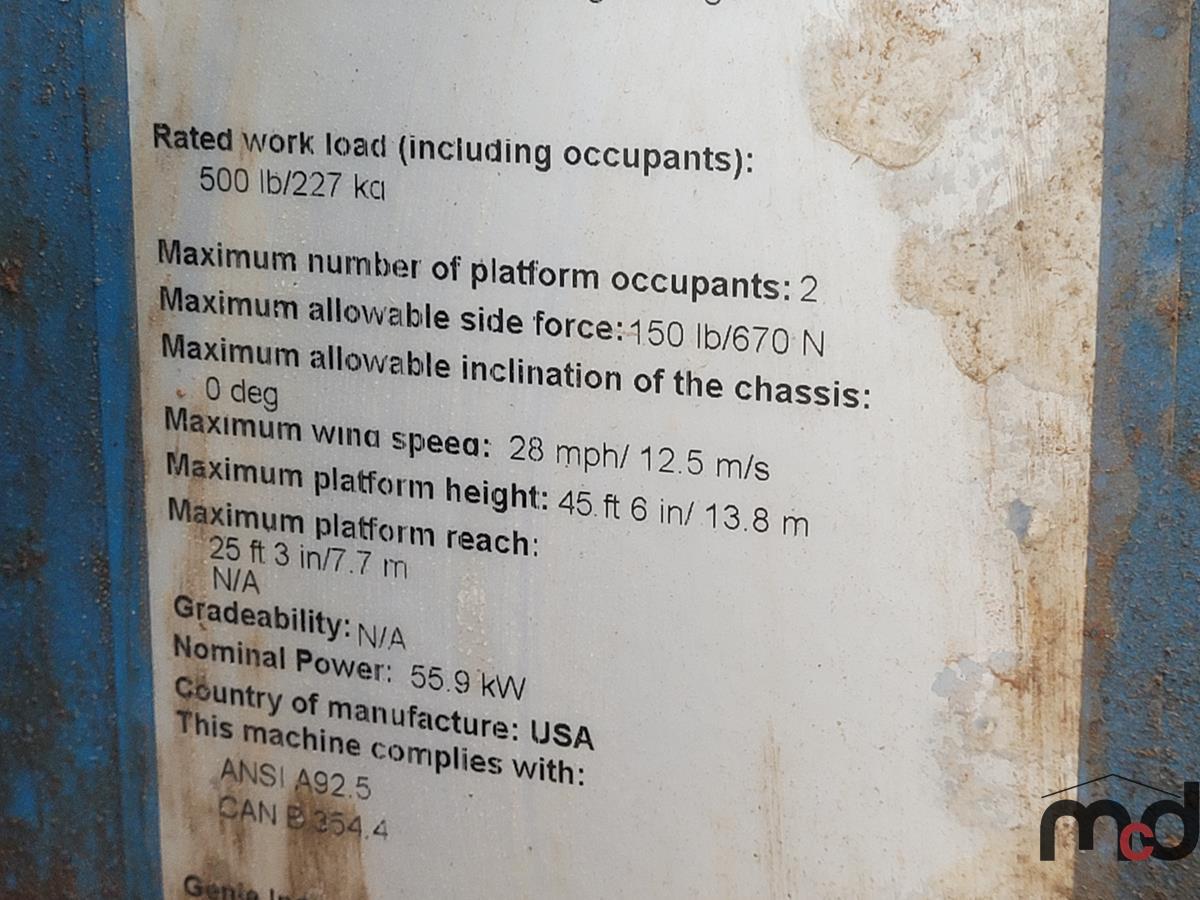 Rated work load (including occupants):
500 lb/227 kg
Maximum number of platform occupants: 2
Maximum allowable side force: 150 lb/670 N
Maximum allowable inclination of the chassis:
0 deg
Maximum wind speed: 28 mph/ 12.5 m/s
Maximum platform height: 45 ft 6 in/ 13.8 m
Maximum platform reach:
25 ft 3 in/7.7 m
N/A
Gradeability: N/A
Nominal Power: 55.9 kW
Country of manufacture: USA
This machine complies with:
ANSI A92.5
CAN B 354.4
Genie
mcd